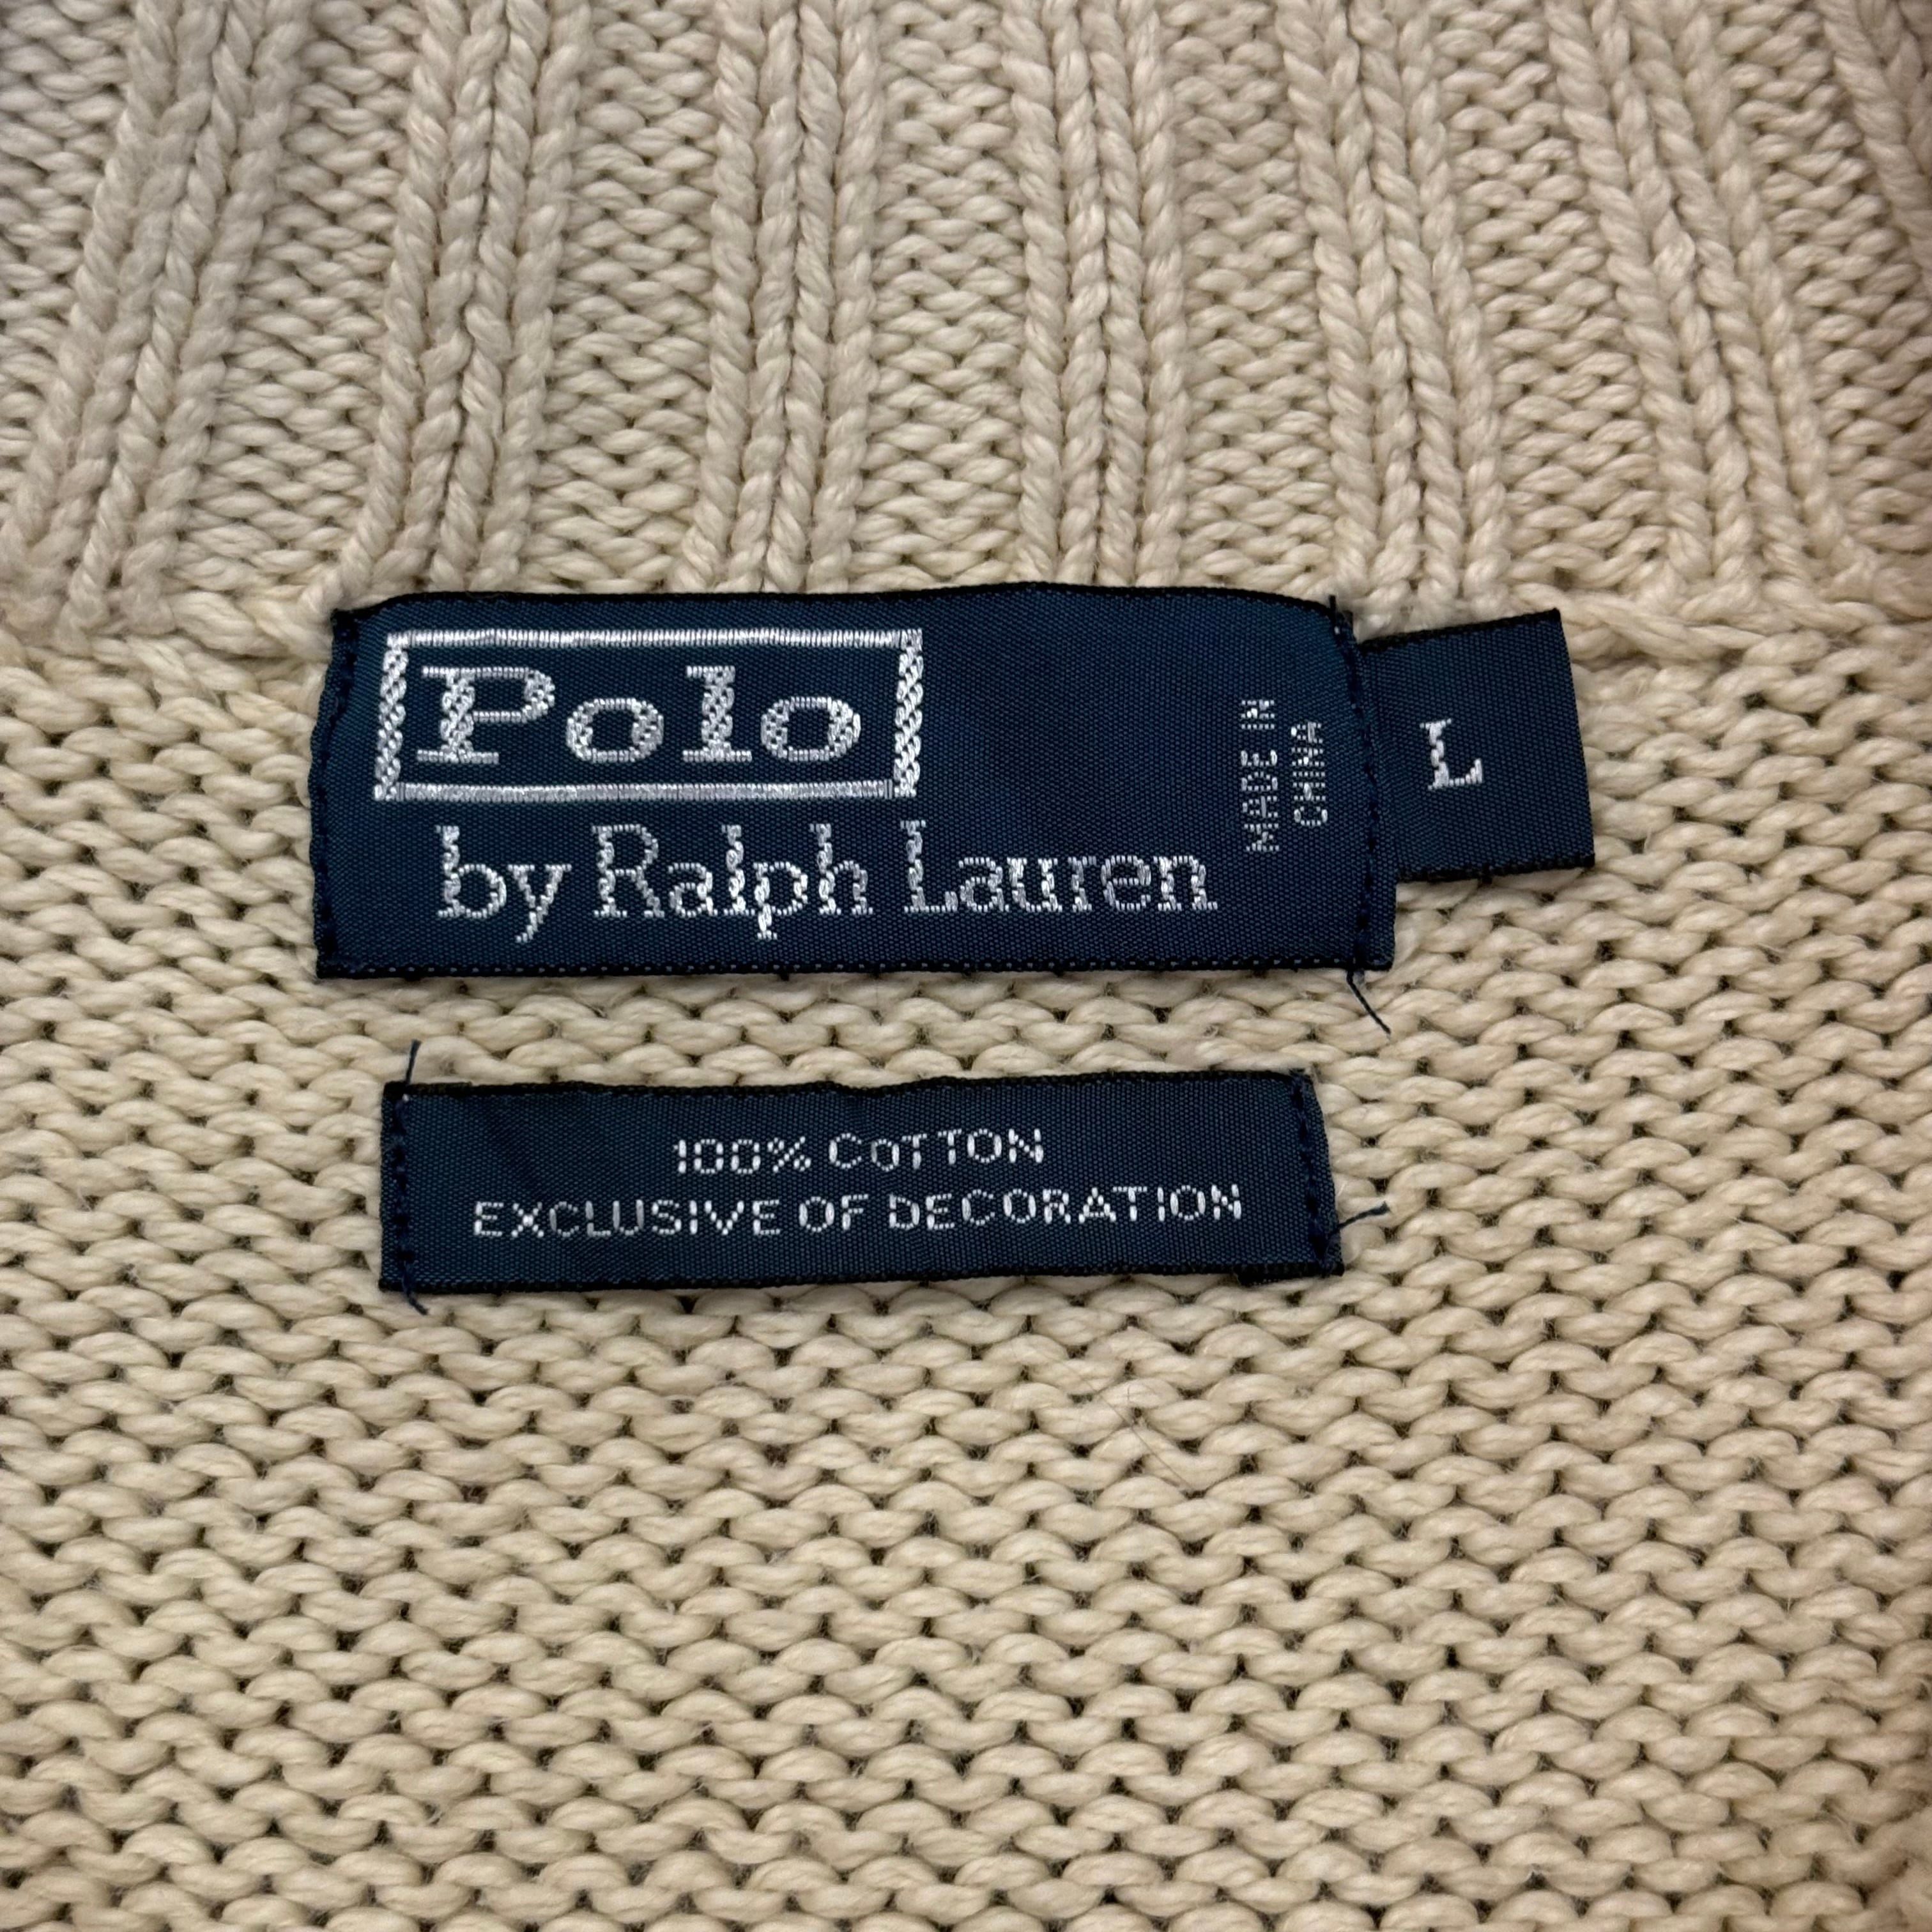 Polo
by Ralph Lauren
MADE IN
CHINA
L
100% COTTON
EXCLUSIVE OF DECORATION